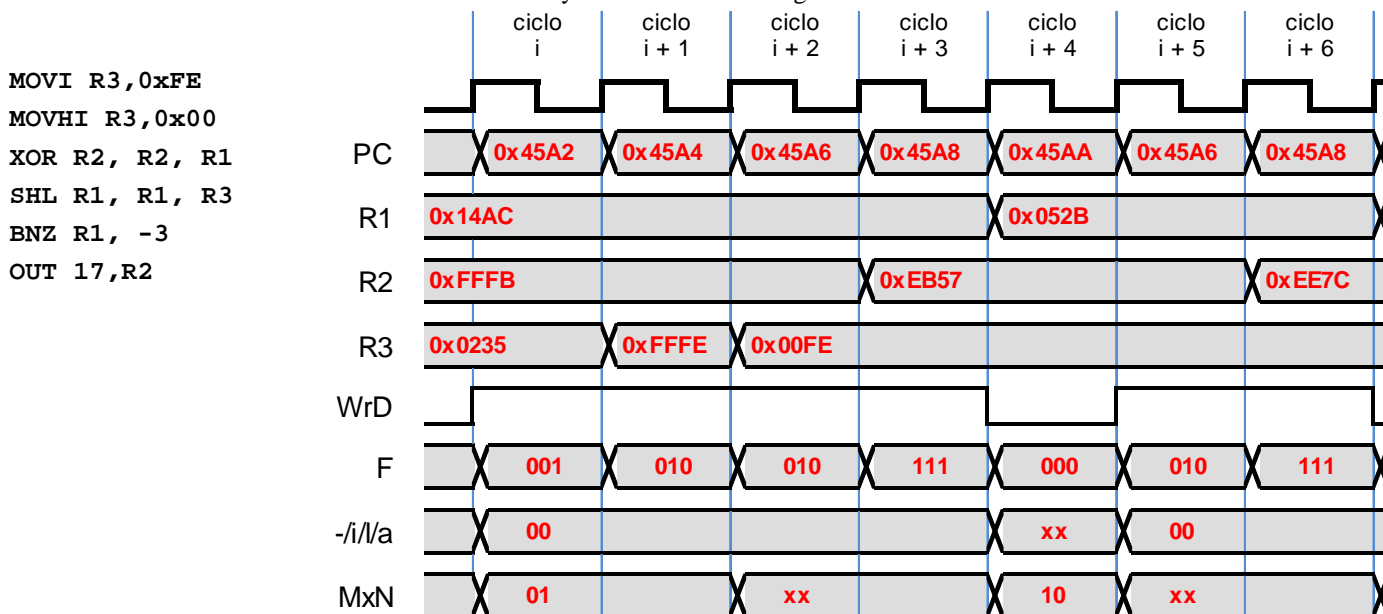 ciclo ciclo ciclo ciclo ciclo ciclo ciclo
i i + 1 i + 2 i + 3 i + 4 i + 5 i + 6
MOVI R3,0xFE
MOVHI R3,0x00
XOR R2, R2, R1
SHL R1, R1, R3
BNZ R1, -3
OUT 17,R2
PC 0x45A2 0x45A4 0x45A6 0x45A8 0x45AA 0x45A6 0x45A8
R1 0x14AC 0x052B
R2 0xFFFB 0xEB57 0xEE7C
R3 0x0235 0xFFFE 0x00FE
WrD
F 001 010 010 111 000 010 111
-/i/l/a 00 xx 00
MxN 01 xx 10 xx